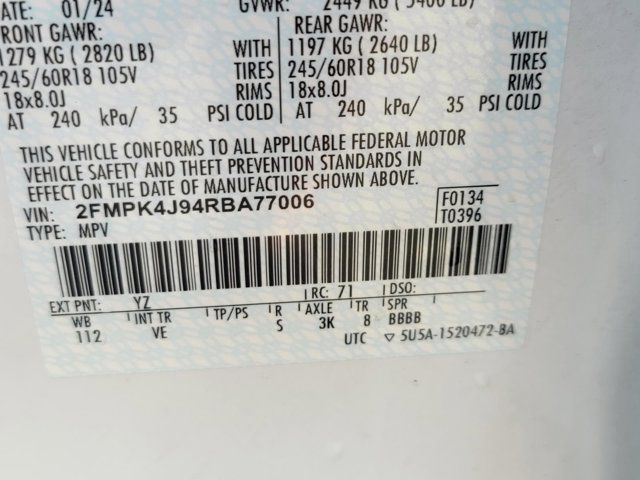 DATE: 01/24 GVWR: 2449 KG ( 5400 LB )
FRONT GAWR: REAR GAWR:
1279 KG ( 2820 LB) WITH 1197 KG ( 2640 LB) WITH
245/60R18 105V TIRES 245/60R18 105V TIRES
18x8.0J RIMS 18x8.0J RIMS
AT 240 kPa/ 35 PSI COLD AT 240 kPa/ 35 PSI COLD
THIS VEHICLE CONFORMS TO ALL APPLICABLE FEDERAL MOTOR
VEHICLE SAFETY AND THEFT PREVENTION STANDARDS IN
EFFECT ON THE DATE OF MANUFACTURE SHOWN ABOVE.
VIN: 2FMPK4J94RBA77006 F0134
TYPE: MPV T0396
EXT PNT: YZ RC: 71 DSO:
WB INT TR TP/PS R AXLE TR SPR
112 VE S 3K 8 BBBB
UTC ▽ 5U5A-1520472-BA